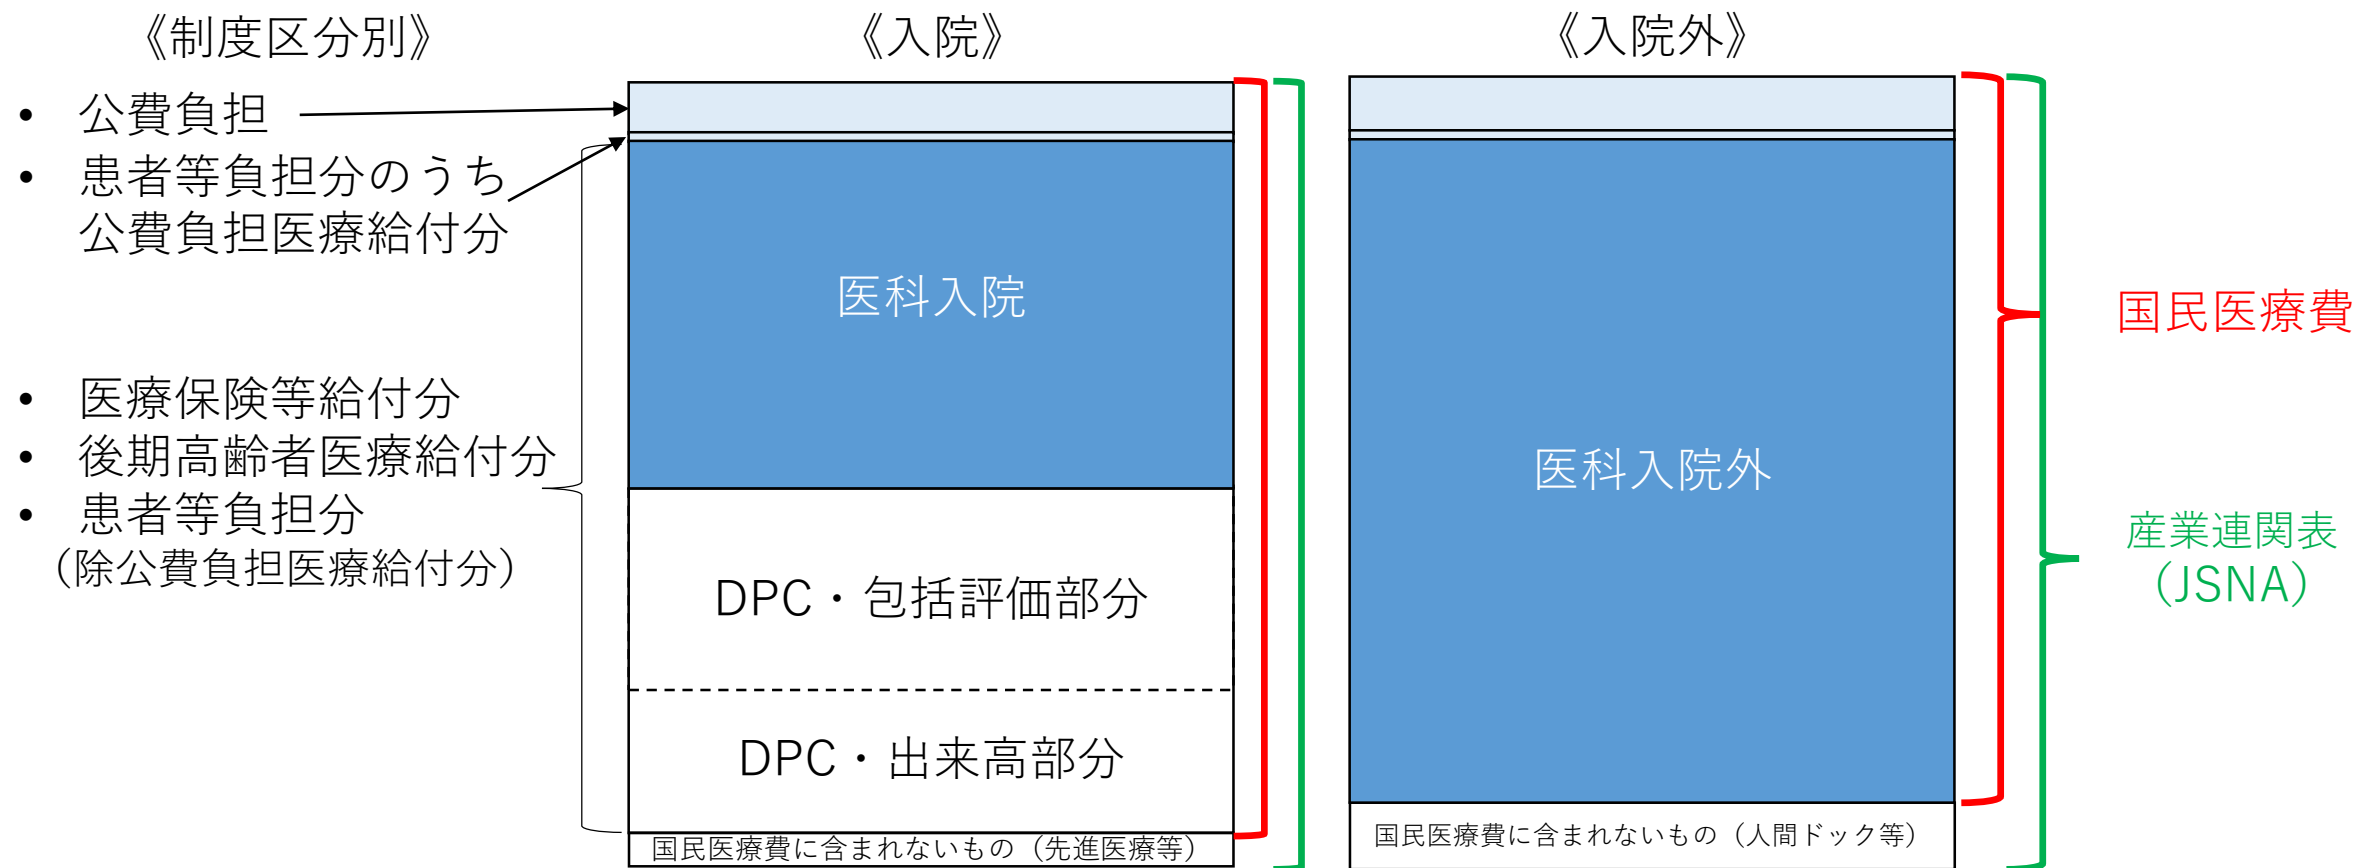 《制度区分別》
• 公費負担
• 患者等負担分のうち
公費負担医療給付分
• 医療保険等給付分
• 後期高齢者医療給付分
• 患者等負担分
（除公費負担医療給付分）
《入院》
医科入院
DPC・包括評価部分
DPC・出来高部分
国民医療費に含まれないもの（先進医療等）
《入院外》
医科入院外
国民医療費に含まれないもの（人間ドック等）
国民医療費
産業連関表
（JSNA）